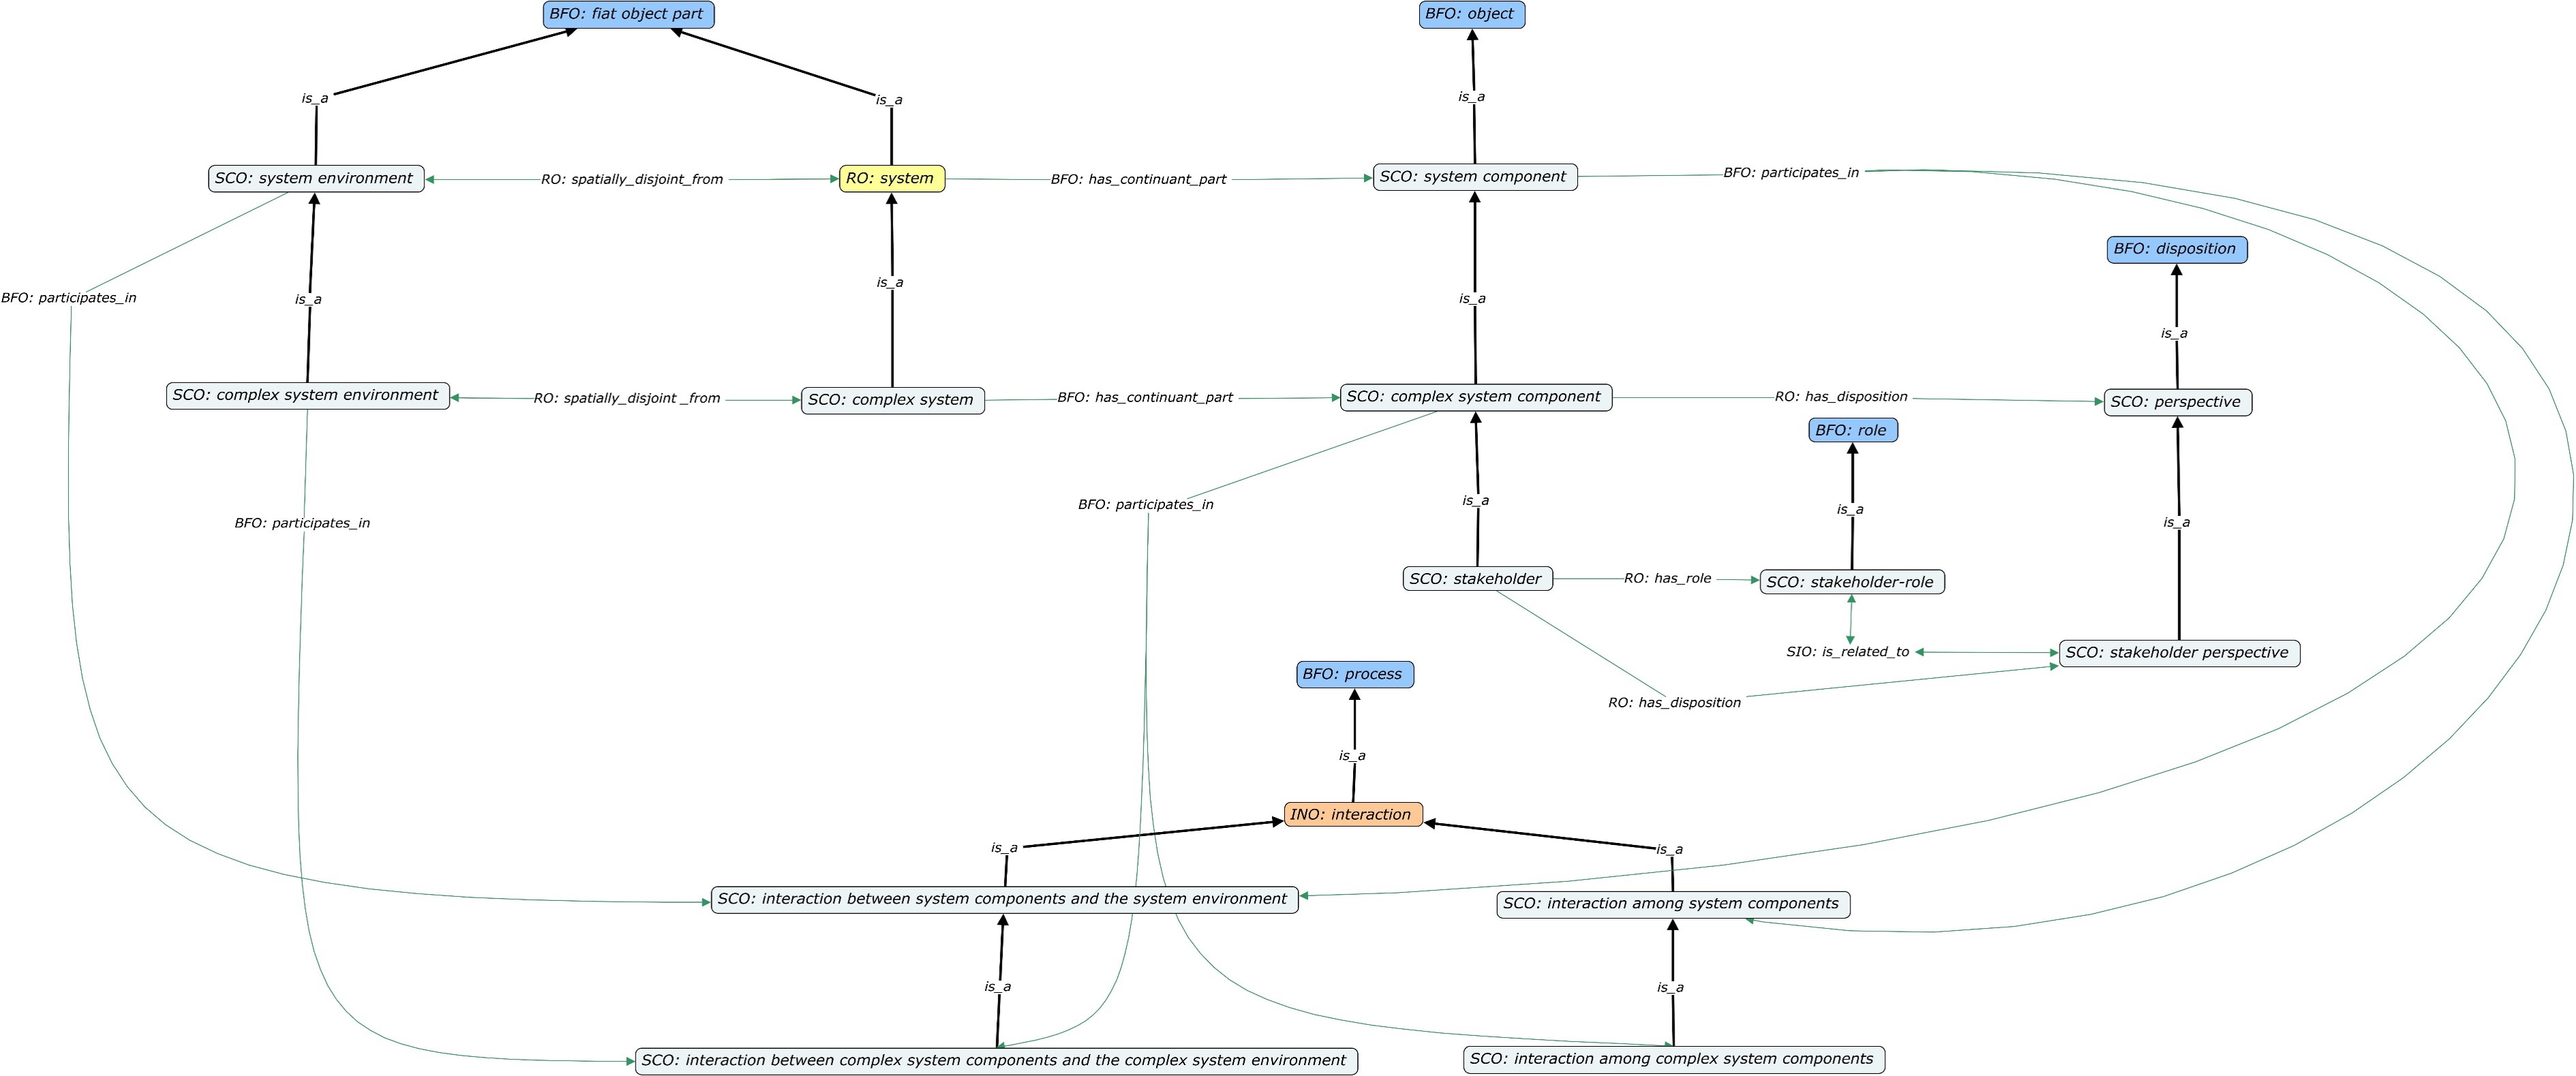 BFO: fiat object part
BFO: object
is_a
is_a
is_a
SCO: system environment
RO: spatially_disjoint_from
RO: system
BFO: has_continuant_part
SCO: system component
BFO: participates_in
BFO: disposition
is_a
BFO: participates_in
is_a
is_a
is_a
SCO: complex system environment
RO: spatially_disjoint _from
SCO: complex system
BFO: has_continuant_part
SCO: complex system component
RO: has_disposition
SCO: perspective
BFO: role
is_a
BFO: participates_in
is_a
is_a
BFO: participates_in
SCO: stakeholder
RO: has_role
SCO: stakeholder-role
SIO: is_related_to
SCO: stakeholder perspective
BFO: process
RO: has_disposition
is_a
INO: interaction
is_a
is_a
SCO: interaction between system components and the system environment
SCO: interaction among system components
is_a
is_a
SCO: interaction between complex system components and the complex system environment
SCO: interaction among complex system components